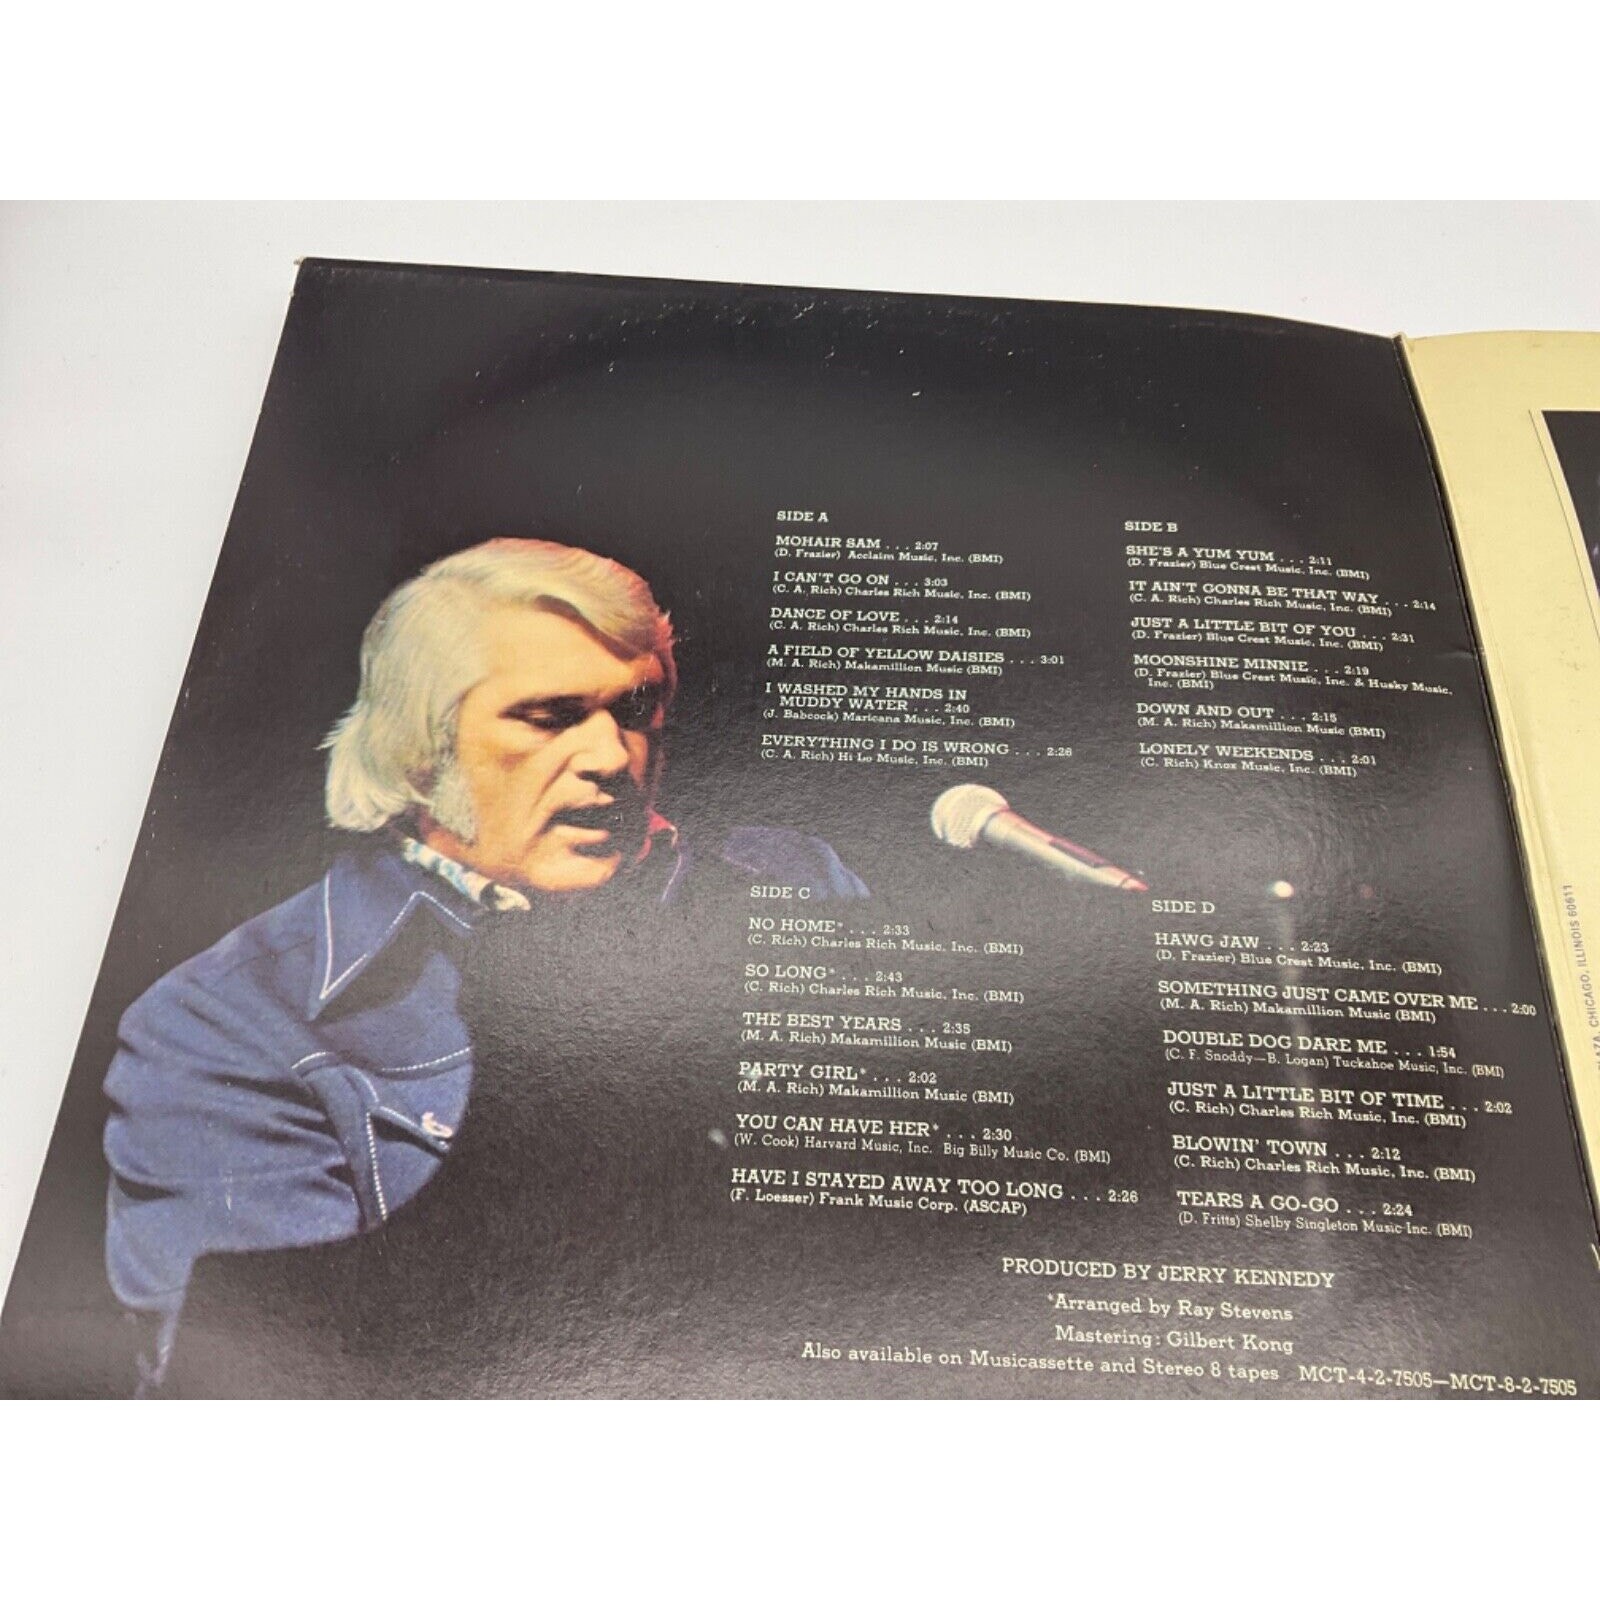 SIDE A
MOHAIR SAM . . . 2:07
(D. Frazier) Acclaim Music, Inc. (BMI)
I CAN'T GO ON . . . 3:03
(C. A. Rich) Charles Rich Music, Inc. (BMI)
DANCE OF LOVE . . . 2:14
(C. A. Rich) Charles Rich Music, Inc. (BMI)
A FIELD OF YELLOW DAISIES . . . 3:01
(M. A. Rich) Makamillion Music (BMI)
I WASHED MY HANDS IN
MUDDY WATER . . . 2:40
(J. Babcock) Maricana Music, Inc. (BMI)
EVERYTHING I DO IS WRONG . . . 2:26
(C. A. Rich) Hi Lo Music, Inc. (BMI)
SIDE B
SHE'S A YUM YUM . . . 2:11
(D. Frazier) Blue Crest Music, Inc. (BMI)
IT AIN'T GONNA BE THAT WAY . . . 2:14
(C. A. Rich) Charles Rich Music, Inc. (BMI)
JUST A LITTLE BIT OF YOU . . . 2:31
(D. Frazier) Blue Crest Music, Inc. (BMI)
MOONSHINE MINNIE . . . 2:19
(D. Frazier) Blue Crest Music, Inc. & Husky Music,
Inc. (BMI)
DOWN AND OUT . . . 2:15
(M. A. Rich) Makamillion Music (BMI)
LONELY WEEKENDS . . . 2:01
(C. Rich) Knox Music, Inc. (BMI)
SIDE C
NO HOME* . . . 2:33
(C. Rich) Charles Rich Music, Inc. (BMI)
SO LONG* . . . 2:43
(C. Rich) Charles Rich Music, Inc. (BMI)
THE BEST YEARS . . . 2:35
(M. A. Rich) Makamillion Music (BMI)
PARTY GIRL* . . . 2:02
(M. A. Rich) Makamillion Music (BMI)
YOU CAN HAVE HER* . . . 2:30
(W. Cook) Harvard Music, Inc. Big Billy Music Co. (BMI)
HAVE I STAYED AWAY TOO LONG . . . 2:26
(F. Loesser) Frank Music Corp. (ASCAP)
SIDE D
HAWG JAW . . . 2:23
(D. Frazier) Blue Crest Music, Inc. (BMI)
SOMETHING JUST CAME OVER ME . . . 2:00
(M. A. Rich) Makamillion Music (BMI)
DOUBLE DOG DARE ME . . . 1:54
(C. F. Snoddy—B. Logan) Tuckahoe Music, Inc. (BMI)
JUST A LITTLE BIT OF TIME . . . 2:02
(C. Rich) Charles Rich Music, Inc. (BMI)
BLOWIN' TOWN . . . 2:12
(C. Rich) Charles Rich Music, Inc. (BMI)
TEARS A GO-GO . . . 2:24
(D. Fritts) Shelby Singleton Music Inc. (BMI)
PRODUCED BY JERRY KENNEDY
*Arranged by Ray Stevens
Mastering: Gilbert Kong
Also available on Musicassette and Stereo 8 tapes MCT-4-2-7505—MCT-8-2-7505
CHICAGO, ILLINOIS 60611